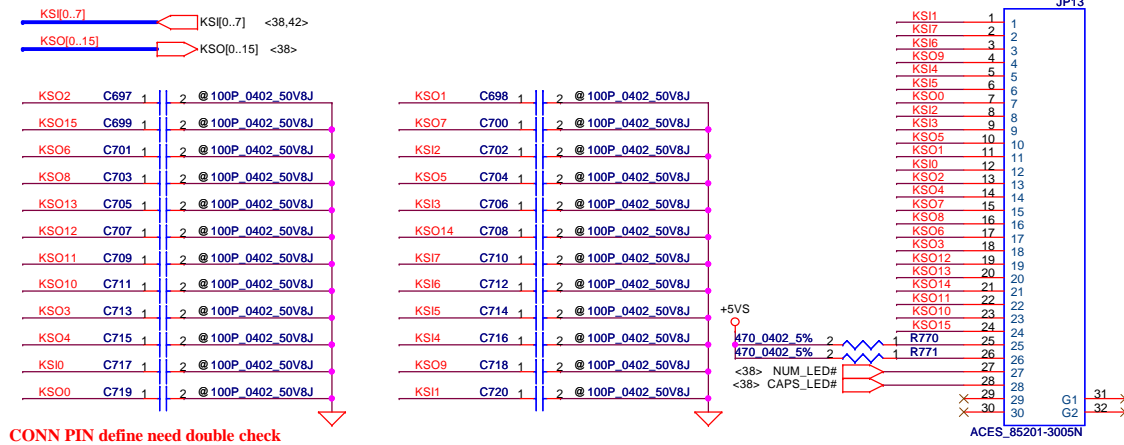 KSI[0..7] KSI[0..7] <38,42>
KSO[0..15] KSO[0..15] <38>
KSO2 C697 1 2 @100P_0402_50V8J
KSO15 C699 1 2 @100P_0402_50V8J
KSO6 C701 1 2 @100P_0402_50V8J
KSO8 C703 1 2 @100P_0402_50V8J
KSO13 C705 1 2 @100P_0402_50V8J
KSO12 C707 1 2 @100P_0402_50V8J
KSO11 C709 1 2 @100P_0402_50V8J
KSO10 C711 1 2 @100P_0402_50V8J
KSO3 C713 1 2 @100P_0402_50V8J
KSO4 C715 1 2 @100P_0402_50V8J
KSI0 C717 1 2 @100P_0402_50V8J
KSO0 C719 1 2 @100P_0402_50V8J
KSO1 C698 1 2 @100P_0402_50V8J
KSO7 C700 1 2 @100P_0402_50V8J
KSI2 C702 1 2 @100P_0402_50V8J
KSO5 C704 1 2 @100P_0402_50V8J
KSI3 C706 1 2 @100P_0402_50V8J
KSO14 C708 1 2 @100P_0402_50V8J
KSI7 C710 1 2 @100P_0402_50V8J
KSI6 C712 1 2 @100P_0402_50V8J
KSI5 C714 1 2 @100P_0402_50V8J
KSI4 C716 1 2 @100P_0402_50V8J
KSO9 C718 1 2 @100P_0402_50V8J
KSI1 C720 1 2 @100P_0402_50V8J
JP13
KSI1 1 1
KSI7 2 2
KSI6 3 3
KSO9 4 4
KSI4 5 5
KSI5 6 6
KSO0 7 7
KSI2 8 8
KSI3 9 9
KSO5 10 10
KSO1 11 11
KSI0 12 12
KSO2 13 13
KSO4 14 14
KSO7 15 15
KSO8 16 16
KSO6 17 17
KSO3 18 18
KSO12 19 19
KSO13 20 20
KSO14 21 21
KSO11 22 22
KSO10 23 23
KSO15 24 24
+5VS
470_0402_5% 2 1 R770 25 25
470_0402_5% 2 1 R771 26 26
<38> NUM_LED# 27 27
<38> CAPS_LED# 28 28
29 29 G1 31
30 30 G2 32
ACES_85201-3005N
CONN PIN define need double check